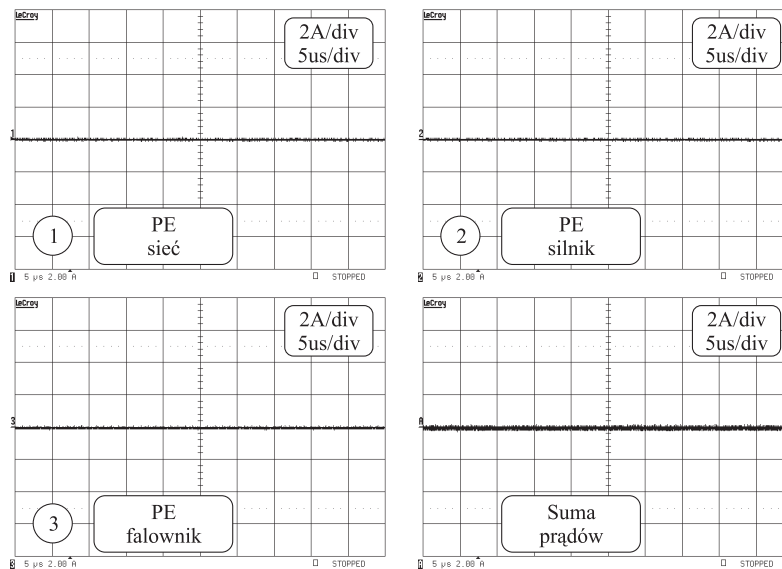 LeCroy
2A/div
5us/div
1
1
PE
sieć
1 5 µs 2.00 A
STOPPED
LeCroy
2A/div
5us/div
2
2
PE
silnik
2 5 µs 2.00 A
STOPPED
LeCroy
2A/div
5us/div
3
3
PE
falownik
3 5 µs 2.00 A
STOPPED
LeCroy
2A/div
5us/div
A
Suma
prądów
5 µs 2.00 A
STOPPED